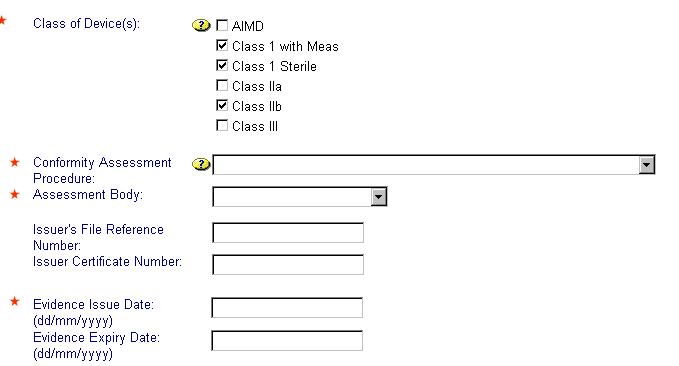 Class of Device(s):
? AIMD
Class 1 with Meas
Class 1 Sterile
Class IIa
Class IIb
Class III
Conformity Assessment
Procedure:
?
Assessment Body:
Issuer's File Reference
Number:
Issuer Certificate Number:
Evidence Issue Date:
(dd/mm/yyyy)
Evidence Expiry Date:
(dd/mm/yyyy)